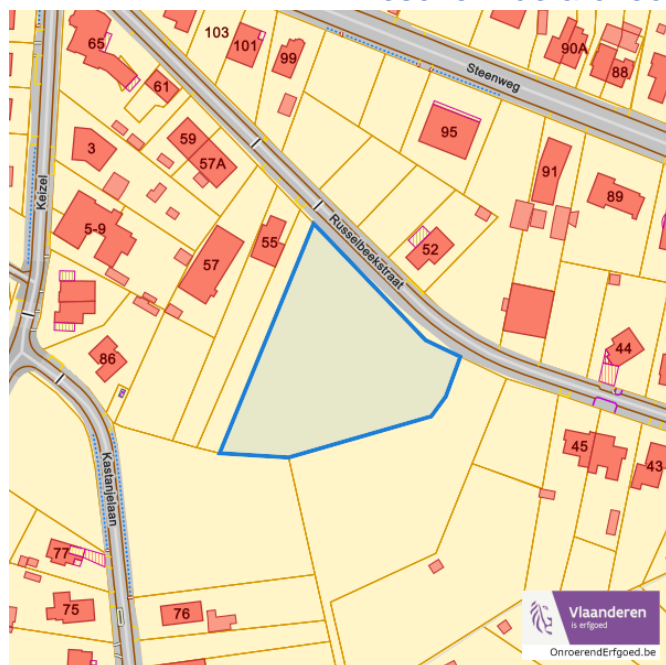 103
65
101
99
61
Steenweg
90A
88
95
59
57A
3
91
89
Keizel
5-9
55
Russelbeekstraat
52
57
86
44
45
43
Kastanjelaan
77
75
76
Vlaanderen
is erfgoed
OnroerendErfgoed.be